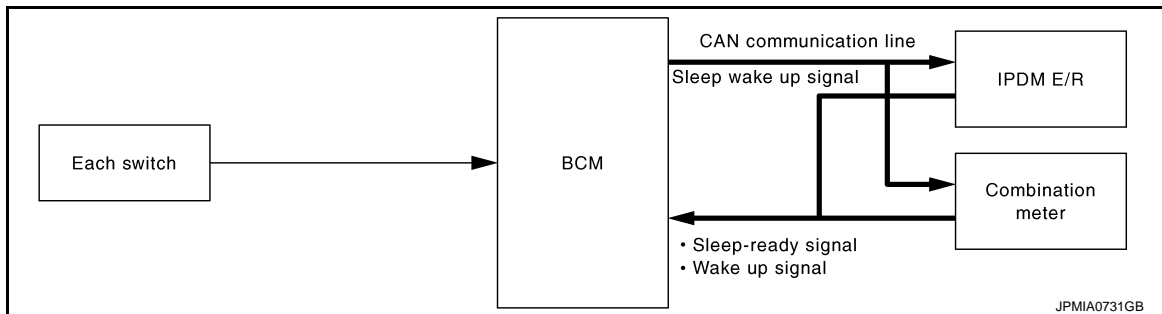 CAN communication line
Sleep wake up signal
IPDM E/R
Each switch
BCM
Combination
meter
• Sleep-ready signal
• Wake up signal
JPMIA0731GB